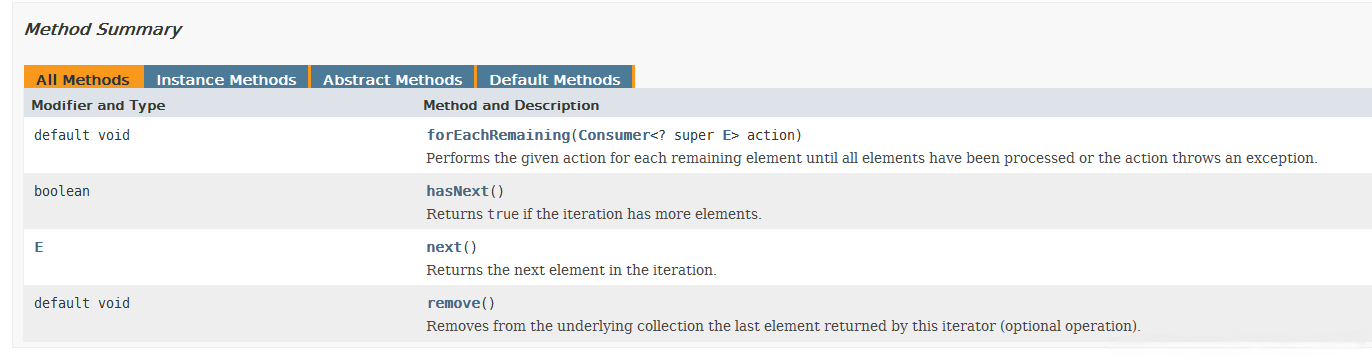 Method Summary
All Methods Instance Methods Abstract Methods Default Methods
Modifier and Type Method and Description
default void forEachRemaining(Consumer<? super E> action)
Performs the given action for each remaining element until all elements have been processed or the action throws an exception.
boolean hasNext()
Returns true if the iteration has more elements.
E next()
Returns the next element in the iteration.
default void remove()
Removes from the underlying collection the last element returned by this iterator (optional operation).